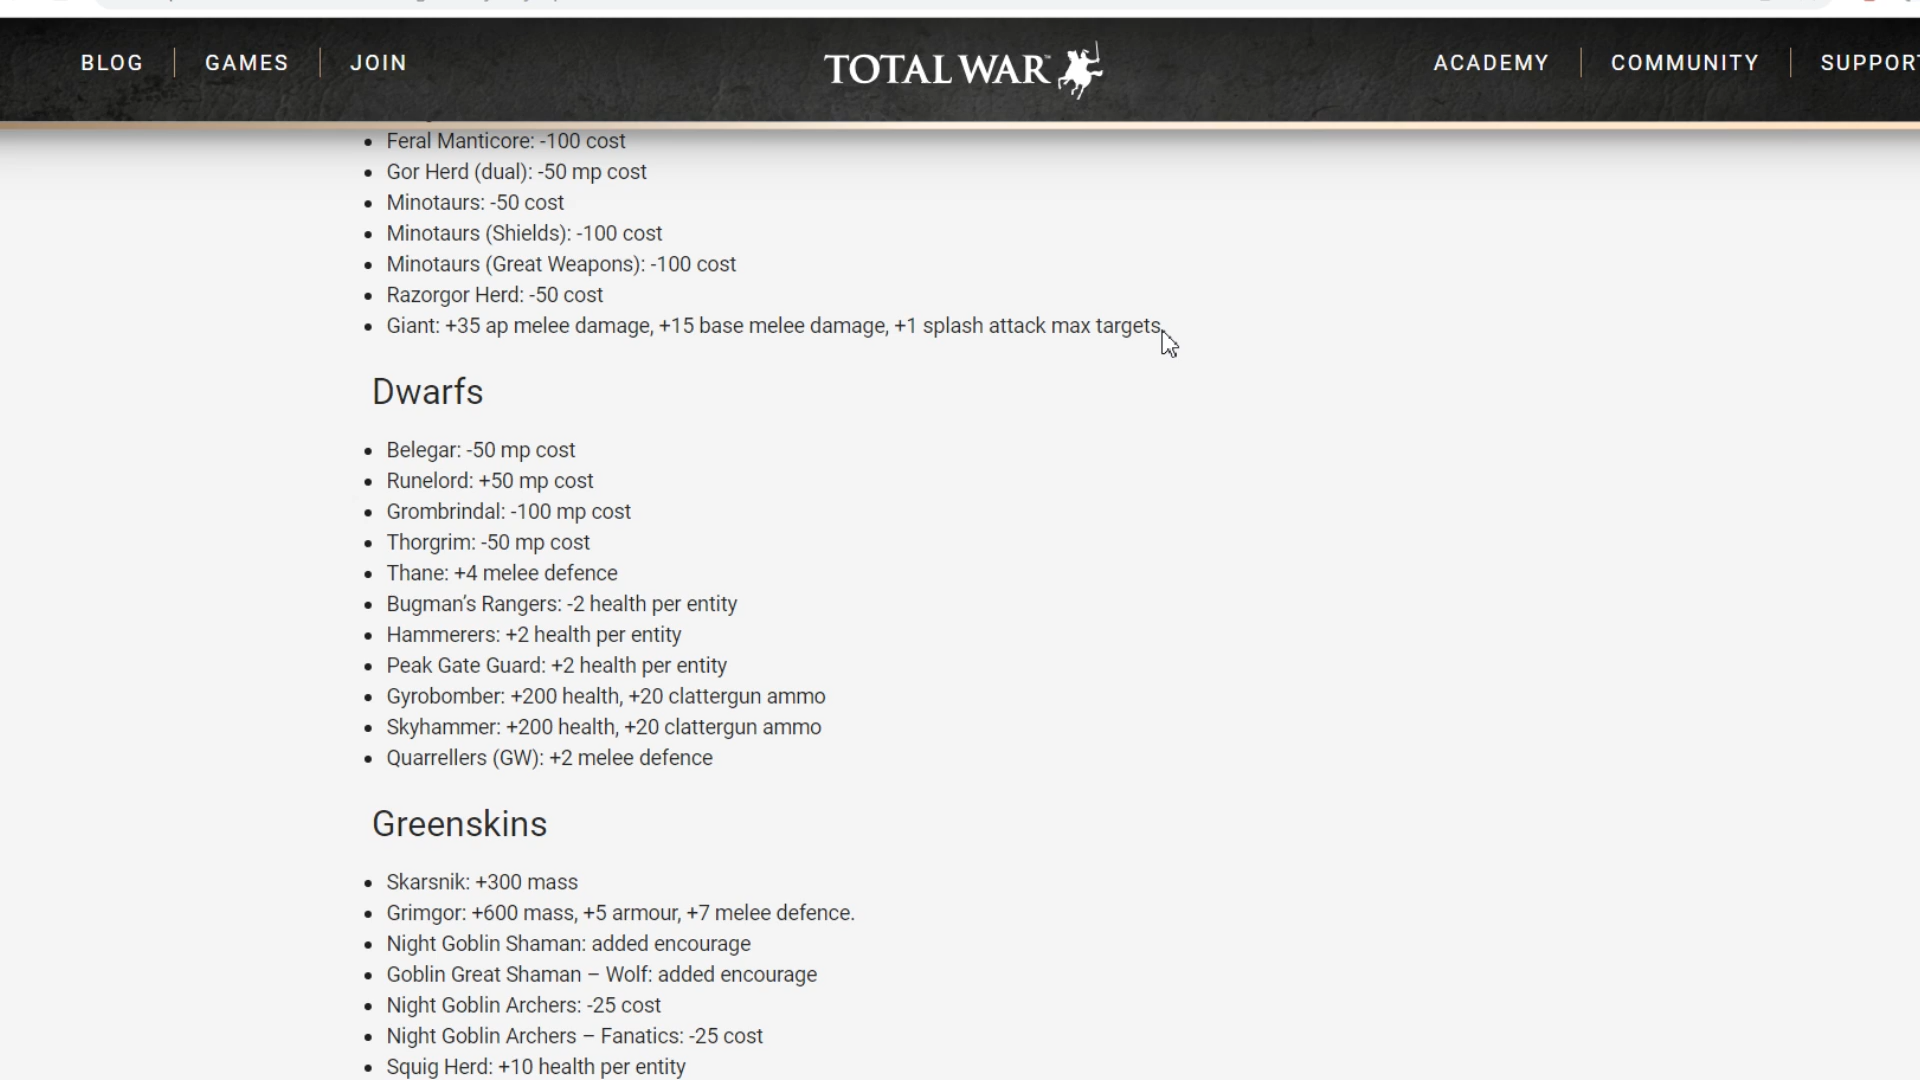 BLOG
GAMES
JOIN
TOTAL WAR
ACADEMY
COMMUNITY
Feral Manticore: -100 cost
Gor Herd (dual): -50 mp cost
Minotaurs: -50 cost
Minotaurs (Shields): -100 cost
Minotaurs (Great Weapons): -100 cost
Razorgor Herd: -50 cost
Giant: +35 ap melee damage, +15 base melee damage, +1 splash attack max targets
Dwarfs
Belegar: -50 mp cost
Runelord: +50 mp cost
Grombrindal: -100 mp cost
Thorgrim: -50 mp cost
Thane: +4 melee defence
Bugman’s Rangers: -2 health per entity
Hammerers: +2 health per entity
Peak Gate Guard: +2 health per entity
Gyrobomber: +200 health, +20 clattergun ammo
Skyhammer: +200 health, +20 clattergun ammo
Quarrellers (GW): +2 melee defence
Greenskins
Skarsnik: +300 mass
Grimgor: +600 mass, +5 armour, +7 melee defence.
Night Goblin Shaman: added encourage
Goblin Great Shaman – Wolf: added encourage
Night Goblin Archers: -25 cost
Night Goblin Archers – Fanatics: -25 cost
Squig Herd: +10 health per entity